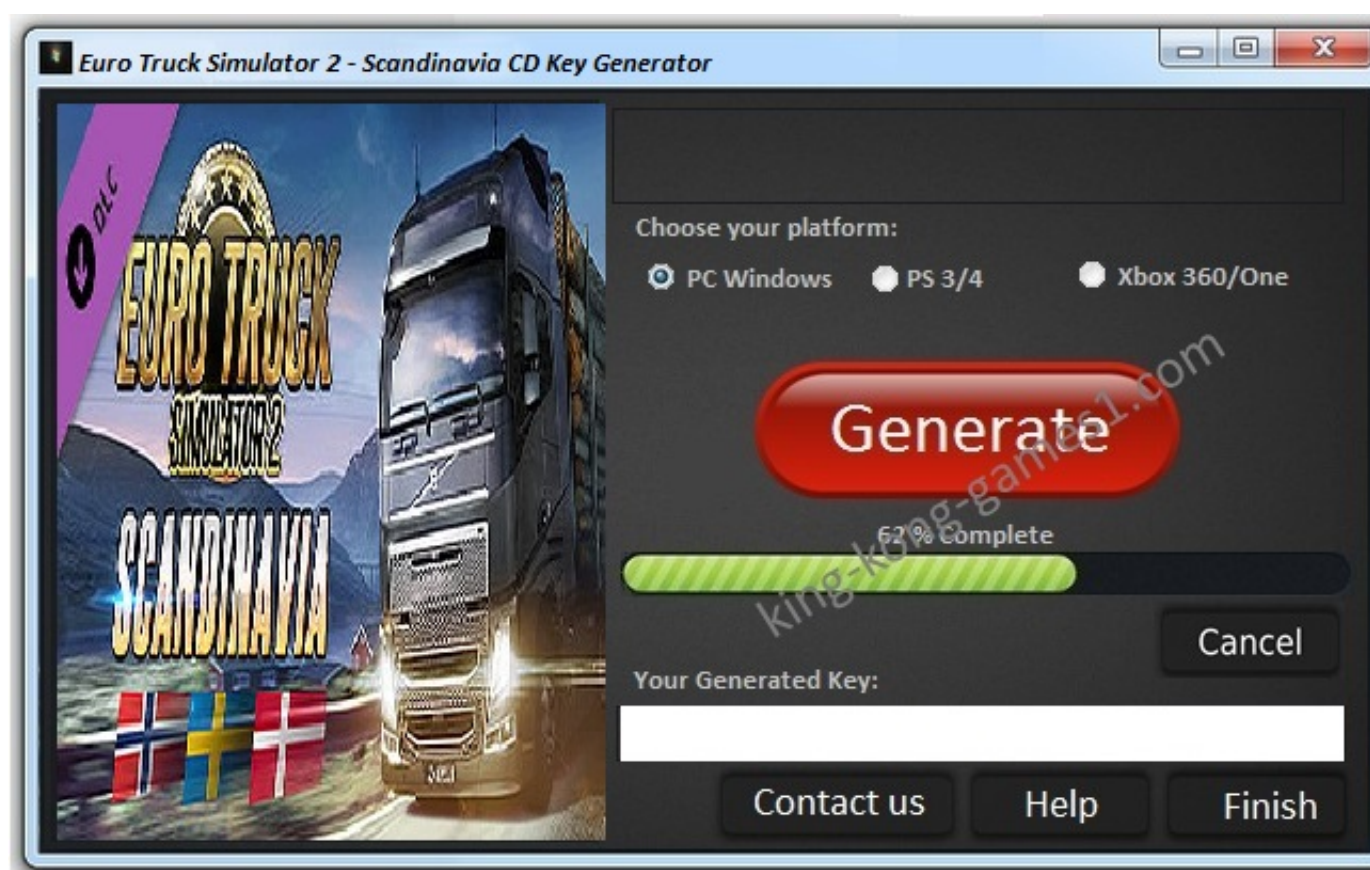 Euro Truck Simulator 2 - Scandinavia CD Key Generator
DLC
EURO TRUCK
SIMULATOR 2
SCANDINAVIA
Choose your platform:
PC Windows PS 3/4 Xbox 360/One
Generate
62 % Complete
king-kong-games1.com
Cancel
Your Generated Key:
Contact us Help Finish